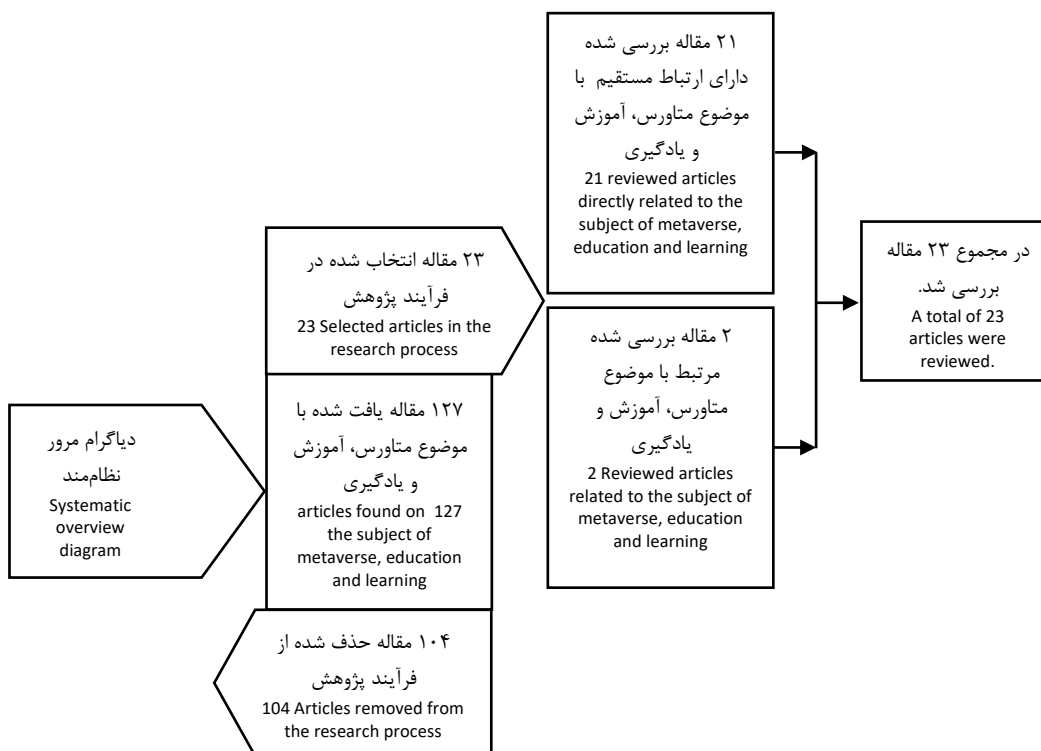 دیاگرام مرور
نظام‌مند
Systematic
overview
diagram
۲۳ مقاله انتخاب شده در
فرآیند پژوهش
23 Selected articles in the
research process
۱۲۷ مقاله یافت شده با
موضوع متاورس، آموزش
و یادگیری
articles found on 127
the subject of
metaverse, education
and learning
۱۰۴ مقاله حذف شده از
فرآیند پژوهش
104 Articles removed from
the research process
۲۱ مقاله بررسی شده
دارای ارتباط مستقیم با
موضوع متاورس، آموزش
و یادگیری
21 reviewed articles
directly related to the
subject of metaverse,
education and learning
۲ مقاله بررسی شده
مرتبط با موضوع
متاورس، آموزش و
یادگیری
2 Reviewed articles
related to the subject of
metaverse, education
and learning
در مجموع ۲۳ مقاله
بررسی شد.
A total of 23
articles were
reviewed.